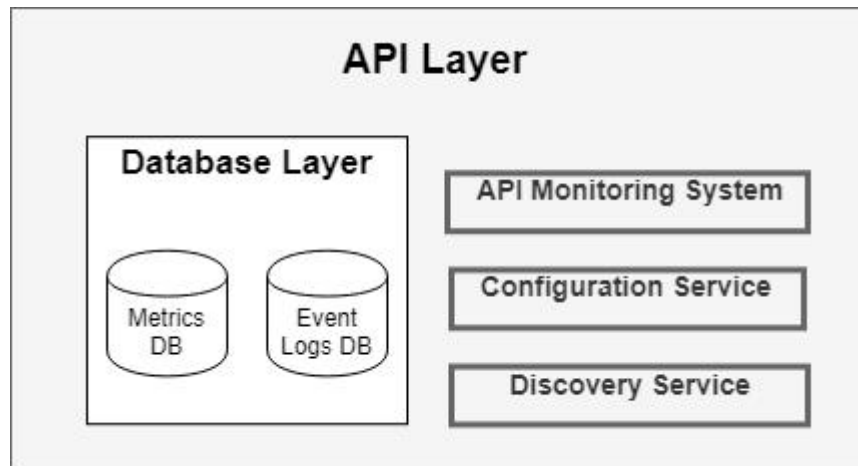 API Layer
Database Layer
Metrics
DB
Event
Logs DB
API Monitoring System
Configuration Service
Discovery Service